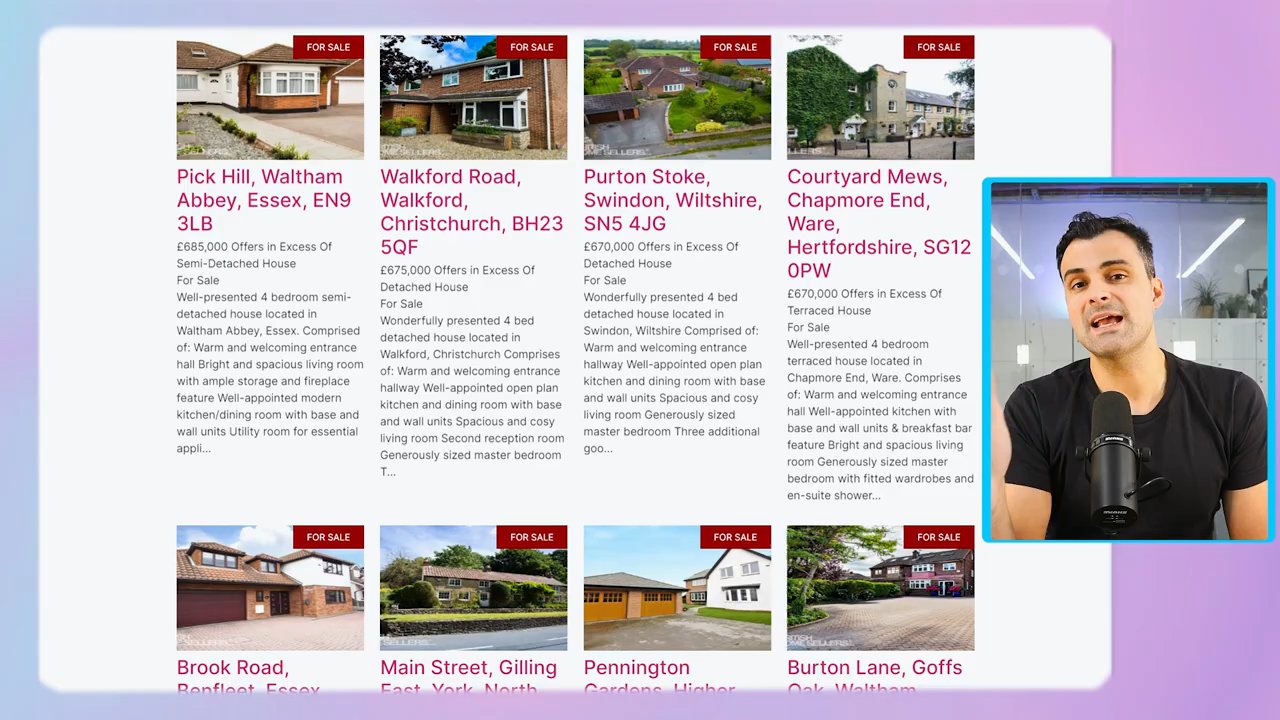 FOR SALE
FOR SALE
FOR SALE
FOR SALE
Pick Hill, Waltham
Abbey, Essex, EN9
3LB
£685,000 Offers in Excess Of
Semi-Detached House
For Sale
Well-presented 4 bedroom semi-
detached house located in
Waltham Abbey, Essex. Comprised
of: Warm and welcoming entrance
hall Bright and spacious living room
with ample storage and fireplace
feature Well-appointed modern
kitchen/dining room with base and
wall units Utility room for essential
appli...
Walkford Road,
Walkford,
Christchurch, BH23
5QF
£675,000 Offers in Excess Of
Detached House
For Sale
Wonderfully presented 4 bed
detached house located in
Walkford, Christchurch Comprises
of: Warm and welcoming entrance
hallway Well-appointed open plan
kitchen and dining room with base
and wall units Spacious and cosy
living room Second reception room
Generously sized master bedroom
T...
Purton Stoke,
Swindon, Wiltshire,
SN5 4JG
£670,000 Offers in Excess Of
Detached House
For Sale
Wonderfully presented 4 bed
detached house located in
Swindon, Wiltshire Comprised of:
Warm and welcoming entrance
hallway Well-appointed open plan
kitchen and dining room with base
and wall units Spacious and cosy
living room Generously sized
master bedroom Three additional
goo...
Courtyard Mews,
Chapmore End,
Ware,
Hertfordshire, SG12
0PW
£670,000 Offers in Excess Of
Terraced House
For Sale
Well-presented 4 bedroom
terraced house located in
Chapmore End, Ware. Comprises
of: Warm and welcoming entrance
hall Well-appointed kitchen with
base and wall units & breakfast bar
feature Bright and spacious living
room Generously sized master
bedroom with fitted wardrobes and
en-suite shower...
FOR SALE
FOR SALE
FOR SALE
FOR SALE
Brook Road,
Benfleet, Essex
Main Street, Gilling
East, York, North
Pennington
Gardens, Higher
Burton Lane, Goffs
Oak, Waltham